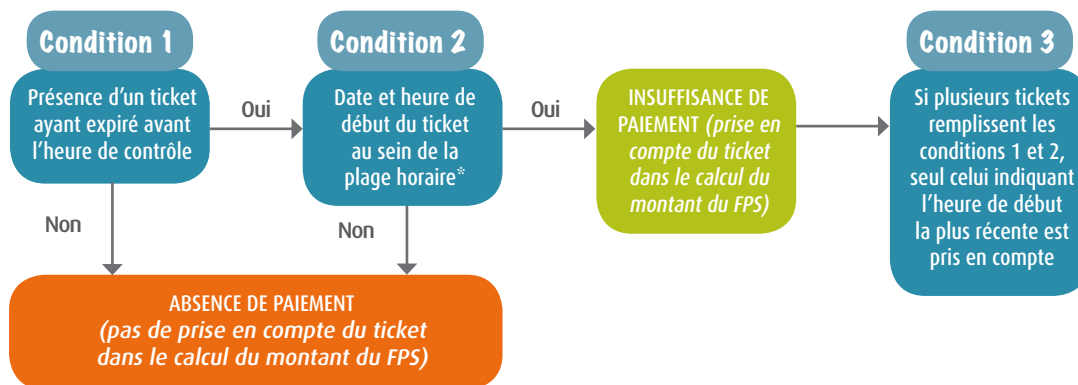 Condition 1
Présence d'un ticket
ayant expiré avant
l'heure de contrôle
Oui
Non
Condition 2
Date et heure de
début du ticket
au sein de la
plage horaire*
Oui
Non
INSUFFISANCE DE
PAIEMENT (prise en
compte du ticket
dans le calcul du
montant du FPS)
Condition 3
Si plusieurs tickets
remplissent les
conditions 1 et 2,
seul celui indiquant
l'heure de début
la plus récente est
pris en compte
ABSENCE DE PAIEMENT
(pas de prise en compte du ticket
dans le calcul du montant du FPS)